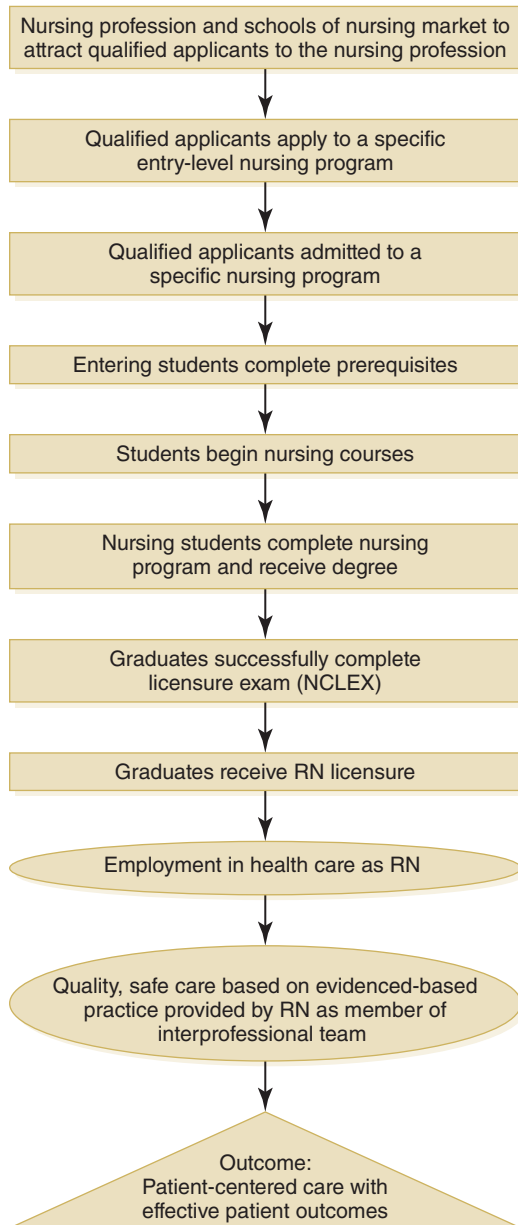 Nursing profession and schools of nursing market to
attract qualified applicants to the nursing profession
Qualified applicants apply to a specific
entry-level nursing program
Qualified applicants admitted to a
specific nursing program
Entering students complete prerequisites
Students begin nursing courses
Nursing students complete nursing
program and receive degree
Graduates successfully complete
licensure exam (NCLEX)
Graduates receive RN licensure
Employment in health care as RN
Quality, safe care based on evidenced-based
practice provided by RN as member of
interprofessional team
Outcome:
Patient-centered care with
effective patient outcomes